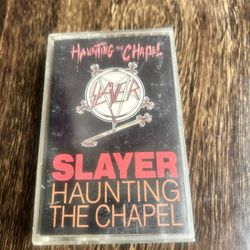 HAUNTING THE CHAPEL
SLAYER
SLAYER
HAUNTING
THE CHAPEL